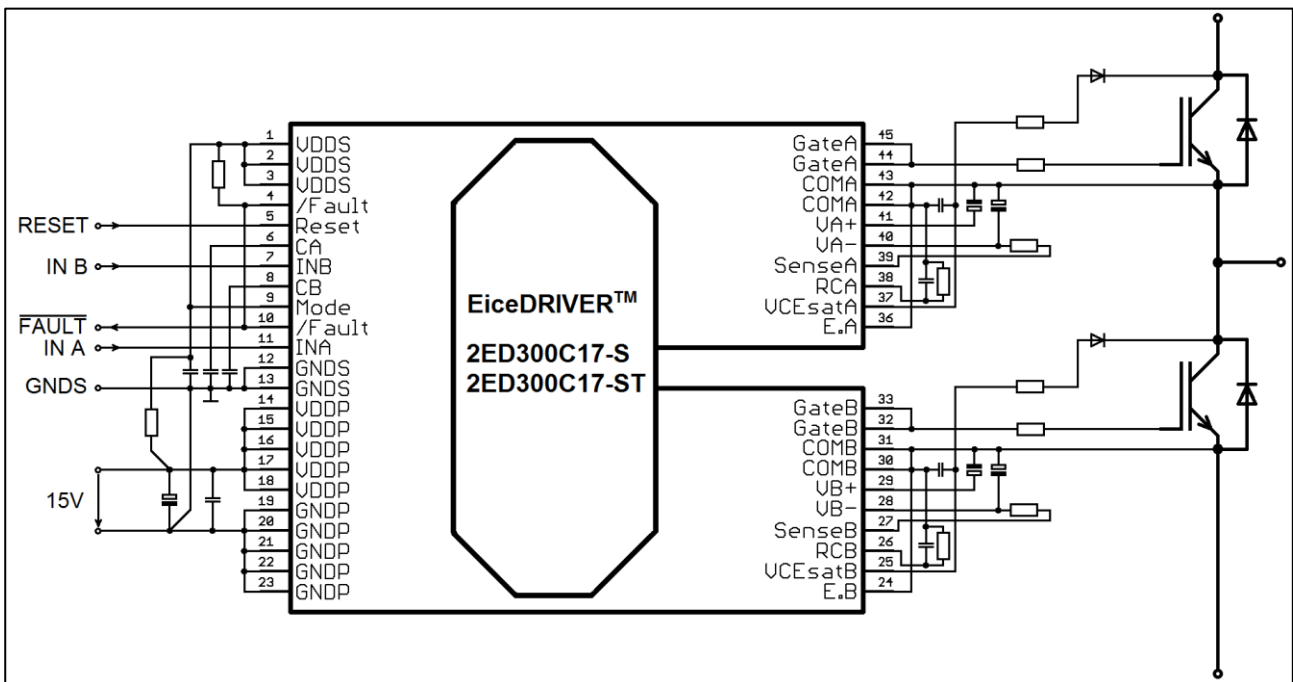 1 VDDS
2 VDDS
3 VDDS
4 /Fault
RESET 5 Reset
6 CA
IN B 7 INB
8 CB
9 Mode
FAULT 10 /Fault
IN A 11 INA
12 GNDS
GNDS 13 GNDS
14 VDDP
15 VDDP
16 VDDP
17 VDDP
15V 18 VDDP
19 GNDP
20 GNDP
21 GNDP
22 GNDP
23 GNDP
EiceDRIVER™
2ED300C17-S
2ED300C17-ST
GateA 45
GateA 44
COMA 43
COMA 42
VA+ 41
VA- 40
SenseA 39
RCA 38
VCEsatA 37
E.A 36
GateB 33
GateB 32
COMB 31
COMB 30
VB+ 29
VB- 28
SenseB 27
RCB 26
VCEsatB 25
E.B 24